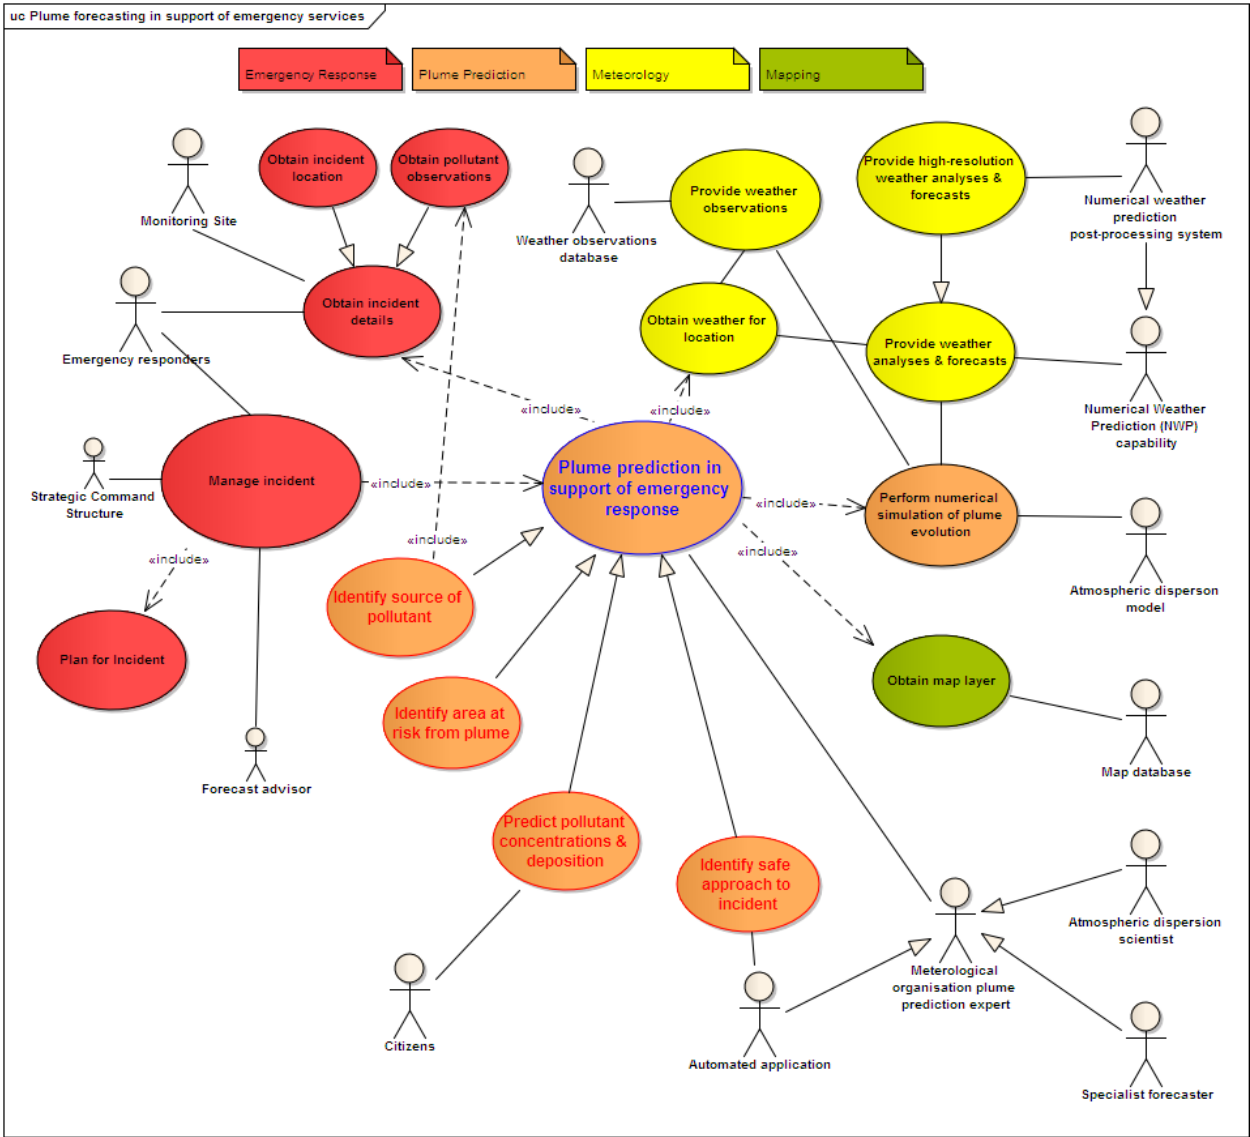 uc Plume forecasting in support of emergency services
Emergency Response
Plume Prediction
Meteorology
Mapping
Obtain incident
location
Obtain pollutant
observations
Monitoring Site
Weather observations
database
Provide weather
observations
Provide high-resolution
weather analyses &
forecasts
Numerical weather
prediction
post-processing system
Emergency responders
Obtain incident
details
Obtain weather for
location
Provide weather
analyses & forecasts
Numerical Weather
Prediction (NWP)
capability
«include»
«include»
Strategic Command
Structure
Manage incident
«include»
Plume prediction in
support of emergency
response
«include»
Perform numerical
simulation of plume
evolution
Atmospheric disperson
model
«include»
«include»
«include»
Identify source of
pollutant
Plan for Incident
Obtain map layer
Identify area at
risk from plume
Map database
Forecast advisor
Predict pollutant
concentrations &
deposition
Identify safe
approach to
incident
Atmospheric dispersion
scientist
Meterological
organisation plume
prediction expert
Citizens
Automated application
Specialist forecaster